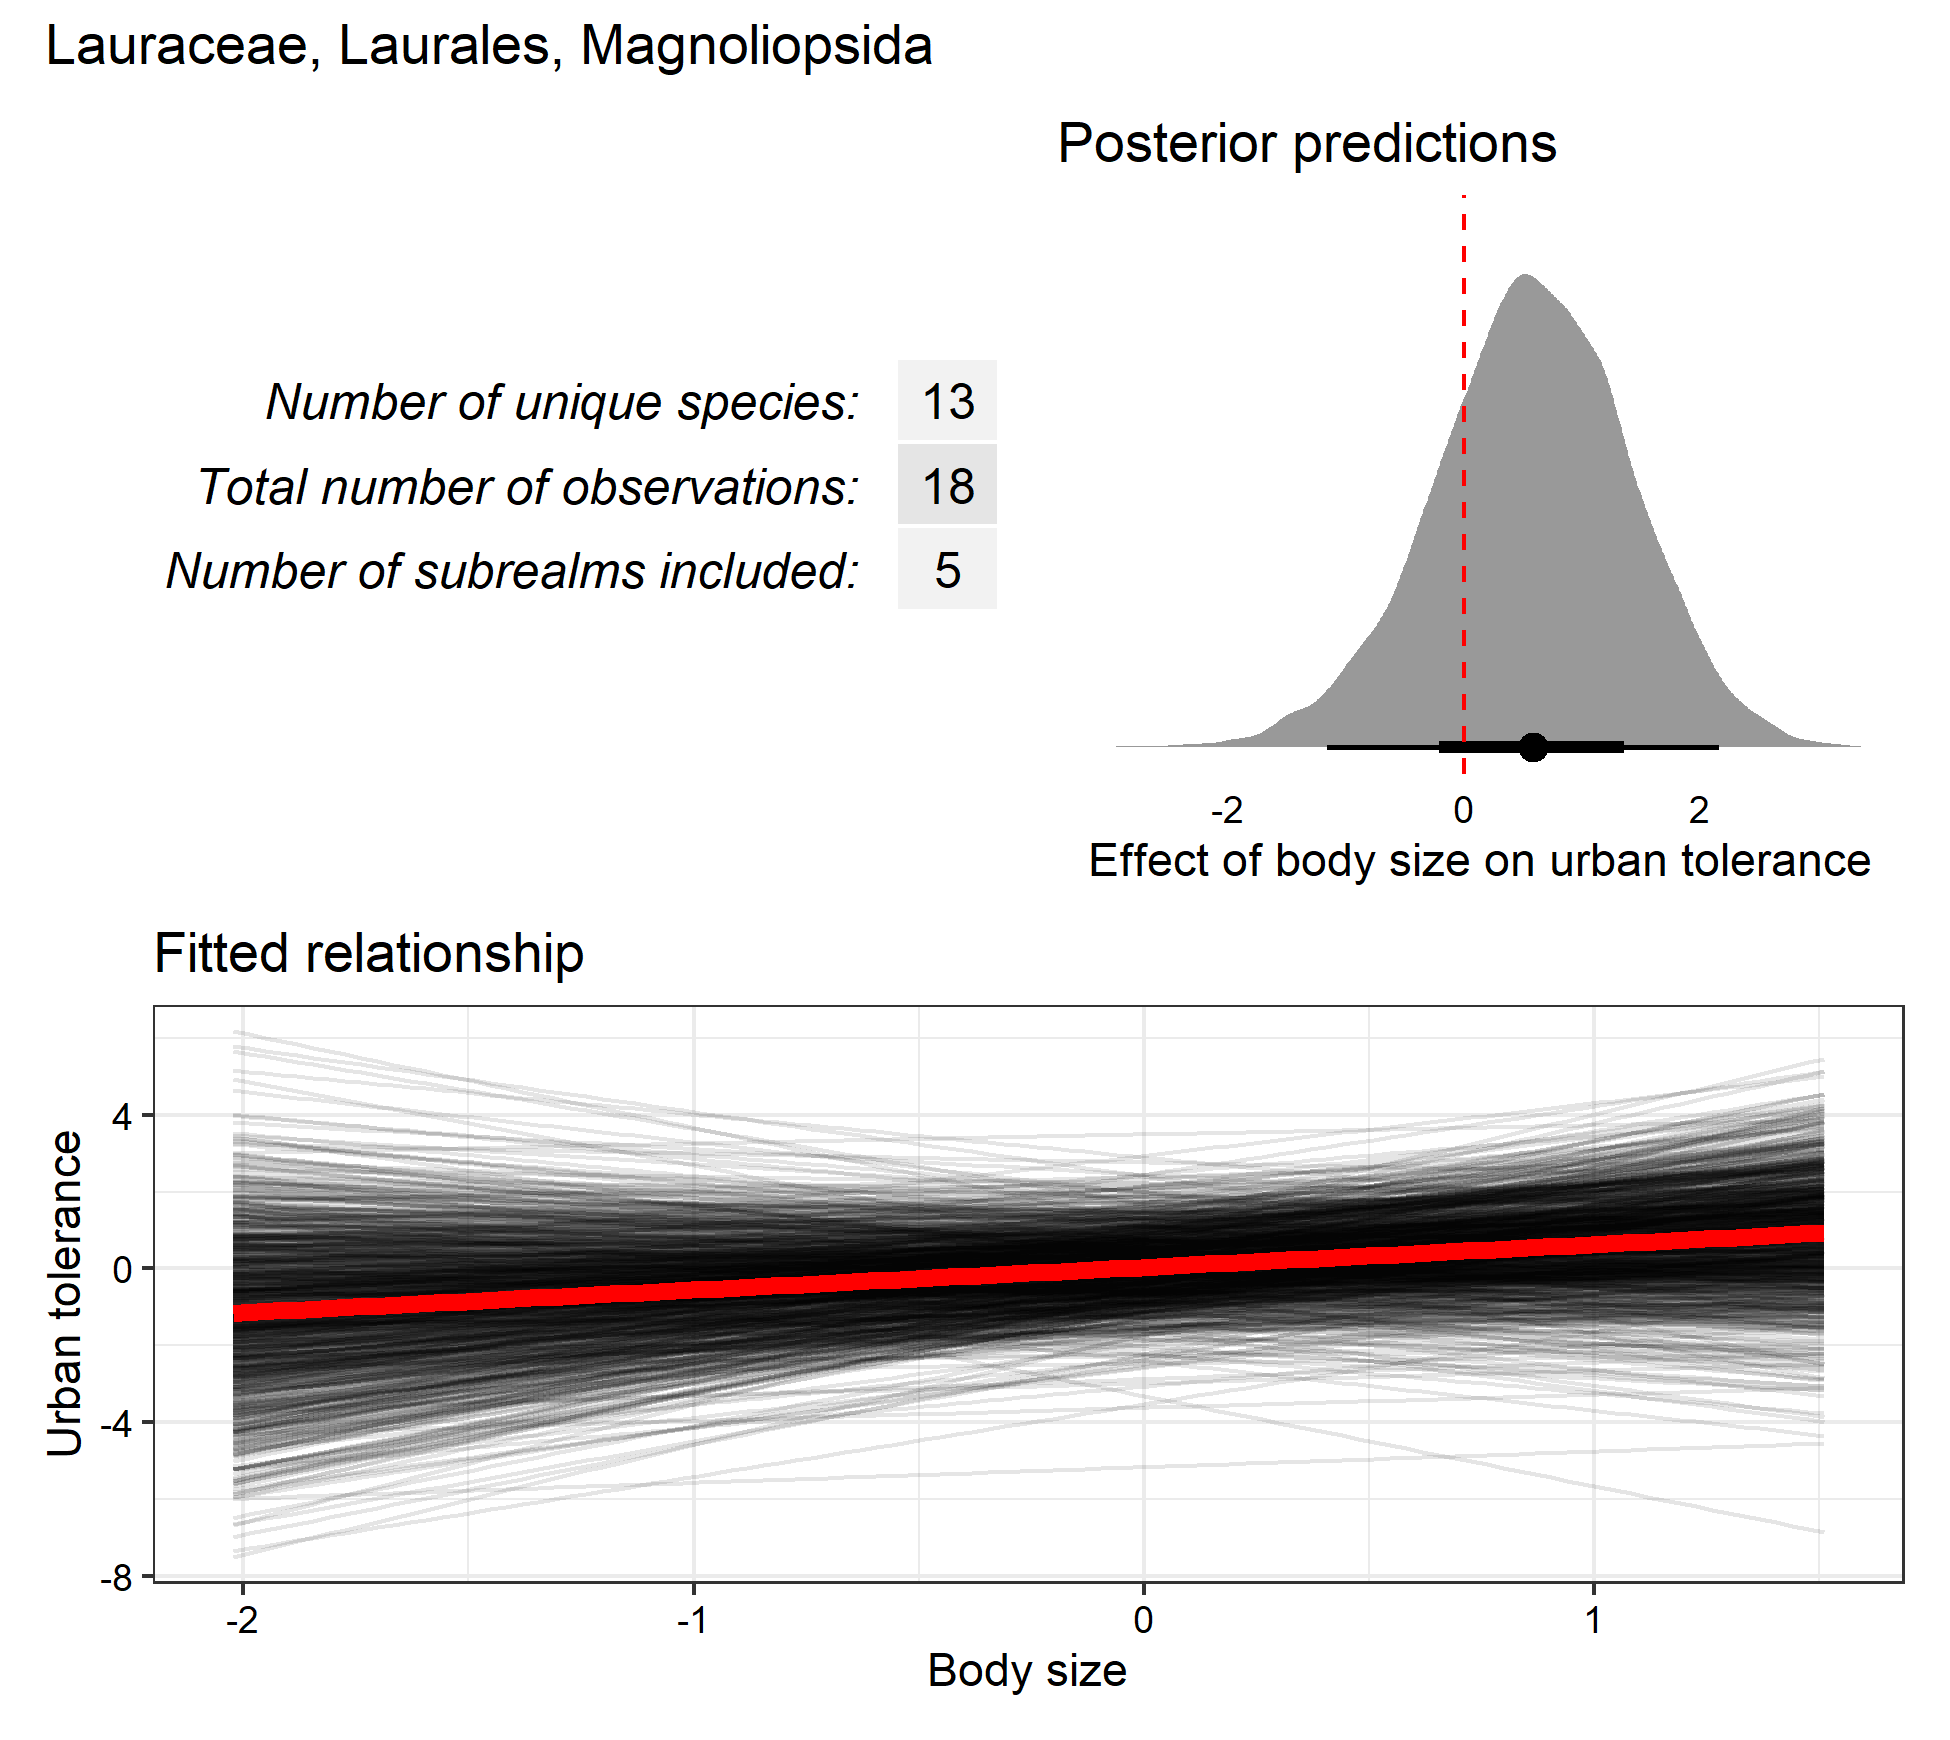 Lauraceae, Laurales, Magnoliopsida
Posterior predictions
Number of unique species: 13
Total number of observations: 18
Number of subrealms included: 5
-2 0 2
Effect of body size on urban tolerance
Fitted relationship
Urban tolerance
4
0
-4
-8
-2 -1 0 1
Body size